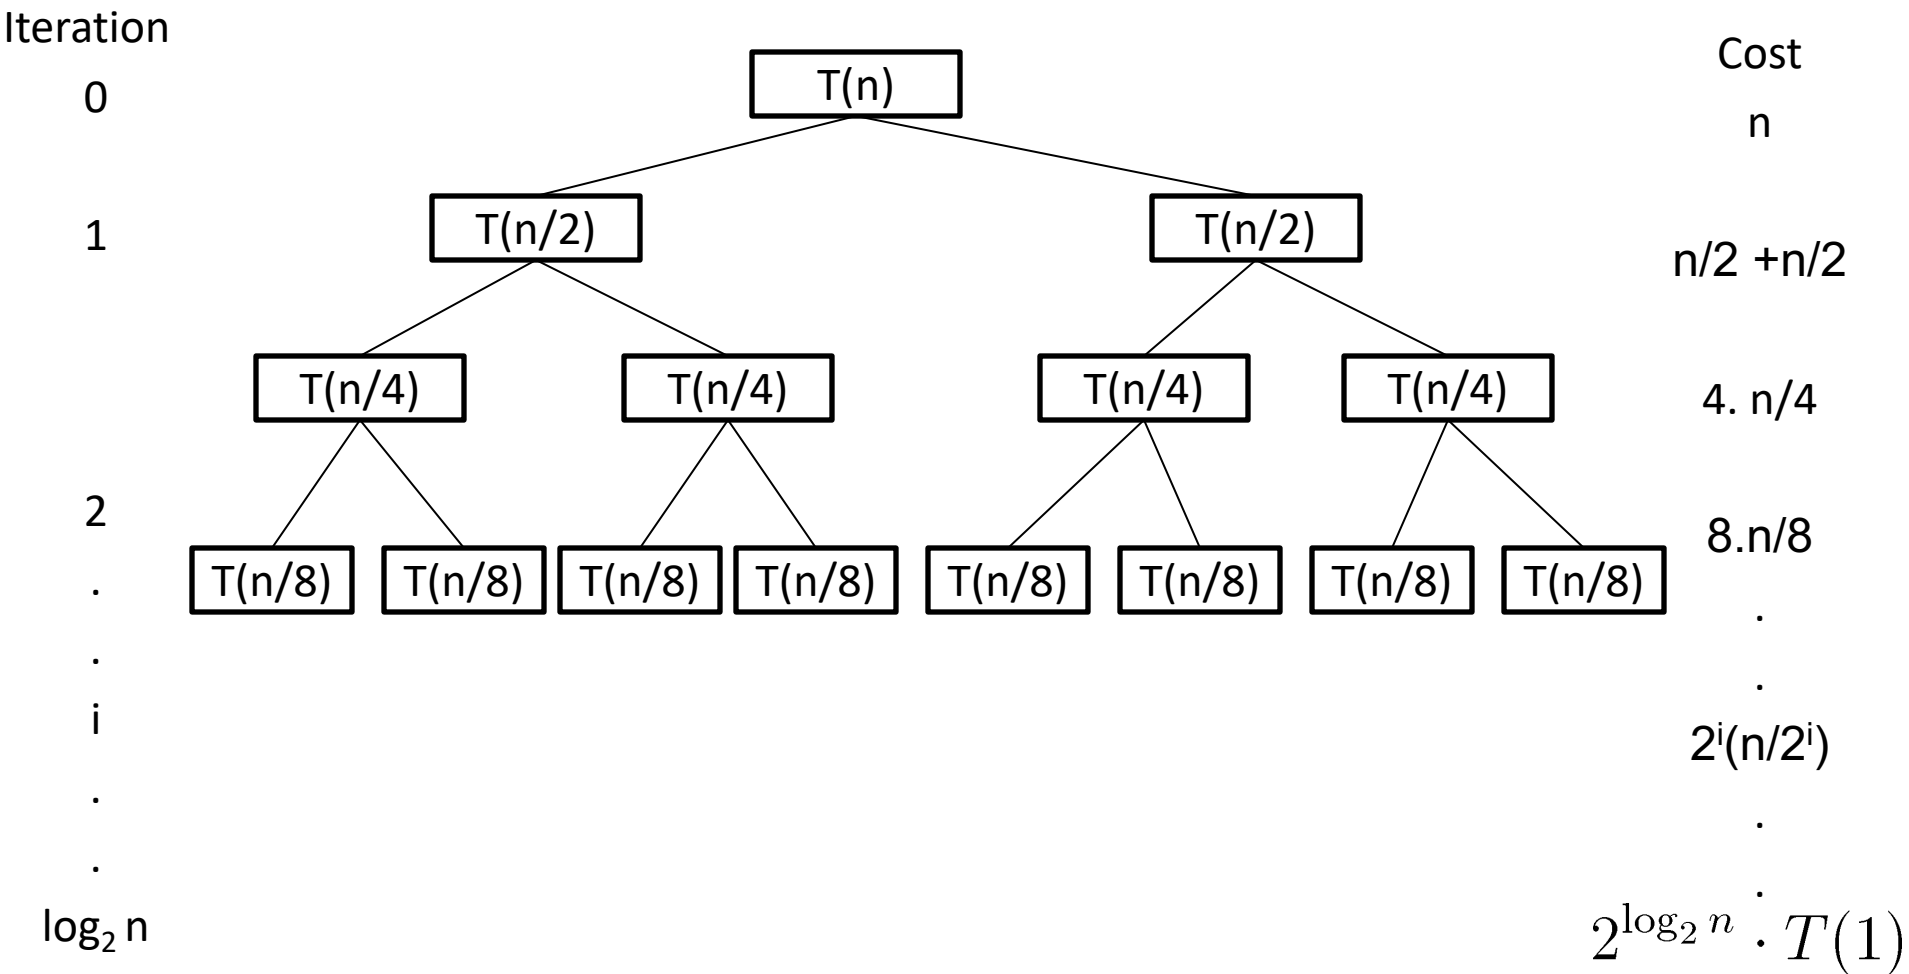 Iteration
Cost
0
T(n)
n
1
T(n/2) T(n/2)
n/2 +n/2
T(n/4) T(n/4) T(n/4) T(n/4)
4. n/4
2
8.n/8
T(n/8) T(n/8) T(n/8) T(n/8) T(n/8) T(n/8) T(n/8) T(n/8)
.
.
.
.
i
2ⁱ(n/2ⁱ)
.
.
.
.
log₂ n
2^{log₂ n} · T(1)